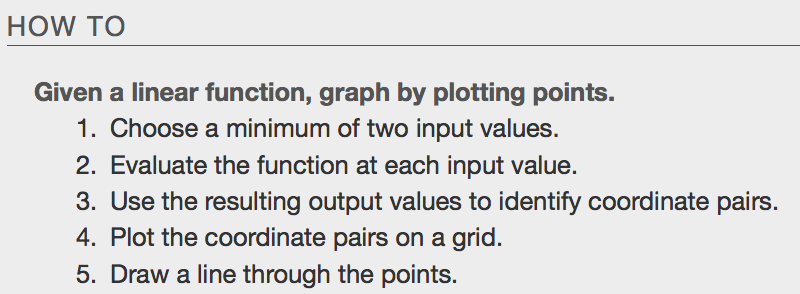 HOW TO
Given a linear function, graph by plotting points.
1. Choose a minimum of two input values.
2. Evaluate the function at each input value.
3. Use the resulting output values to identify coordinate pairs.
4. Plot the coordinate pairs on a grid.
5. Draw a line through the points.